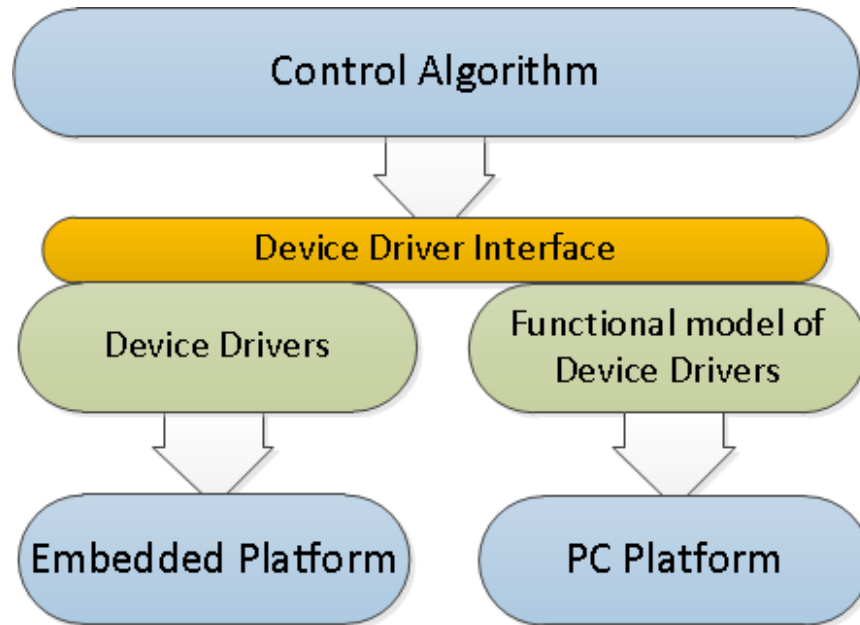 Control Algorithm
Device Driver Interface
Device Drivers
Functional model of
Device Drivers
Embedded Platform
PC Platform